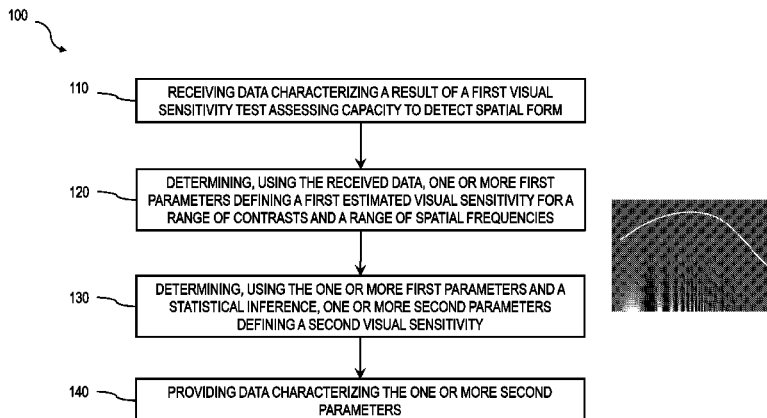 100
110
RECEIVING DATA CHARACTERIZING A RESULT OF A FIRST VISUAL
SENSITIVITY TEST ASSESSING CAPACITY TO DETECT SPATIAL FORM
120
DETERMINING, USING THE RECEIVED DATA, ONE OR MORE FIRST
PARAMETERS DEFINING A FIRST ESTIMATED VISUAL SENSITIVITY FOR A
RANGE OF CONTRASTS AND A RANGE OF SPATIAL FREQUENCIES
130
DETERMINING, USING THE ONE OR MORE FIRST PARAMETERS AND A
STATISTICAL INFERENCE, ONE OR MORE SECOND PARAMETERS
DEFINING A SECOND VISUAL SENSITIVITY
140
PROVIDING DATA CHARACTERIZING THE ONE OR MORE SECOND
PARAMETERS